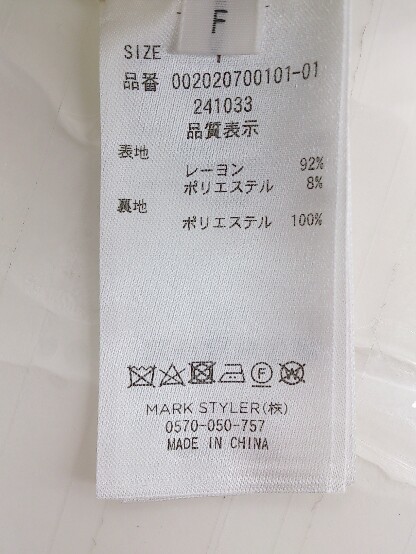 F
SIZE
品番 002020700101-01
241033
品質表示
表地
レーヨン 92%
ポリエステル 8%
裏地
ポリエステル 100%
F W
MARK STYLER(株)
0570-050-757
MADE IN CHINA